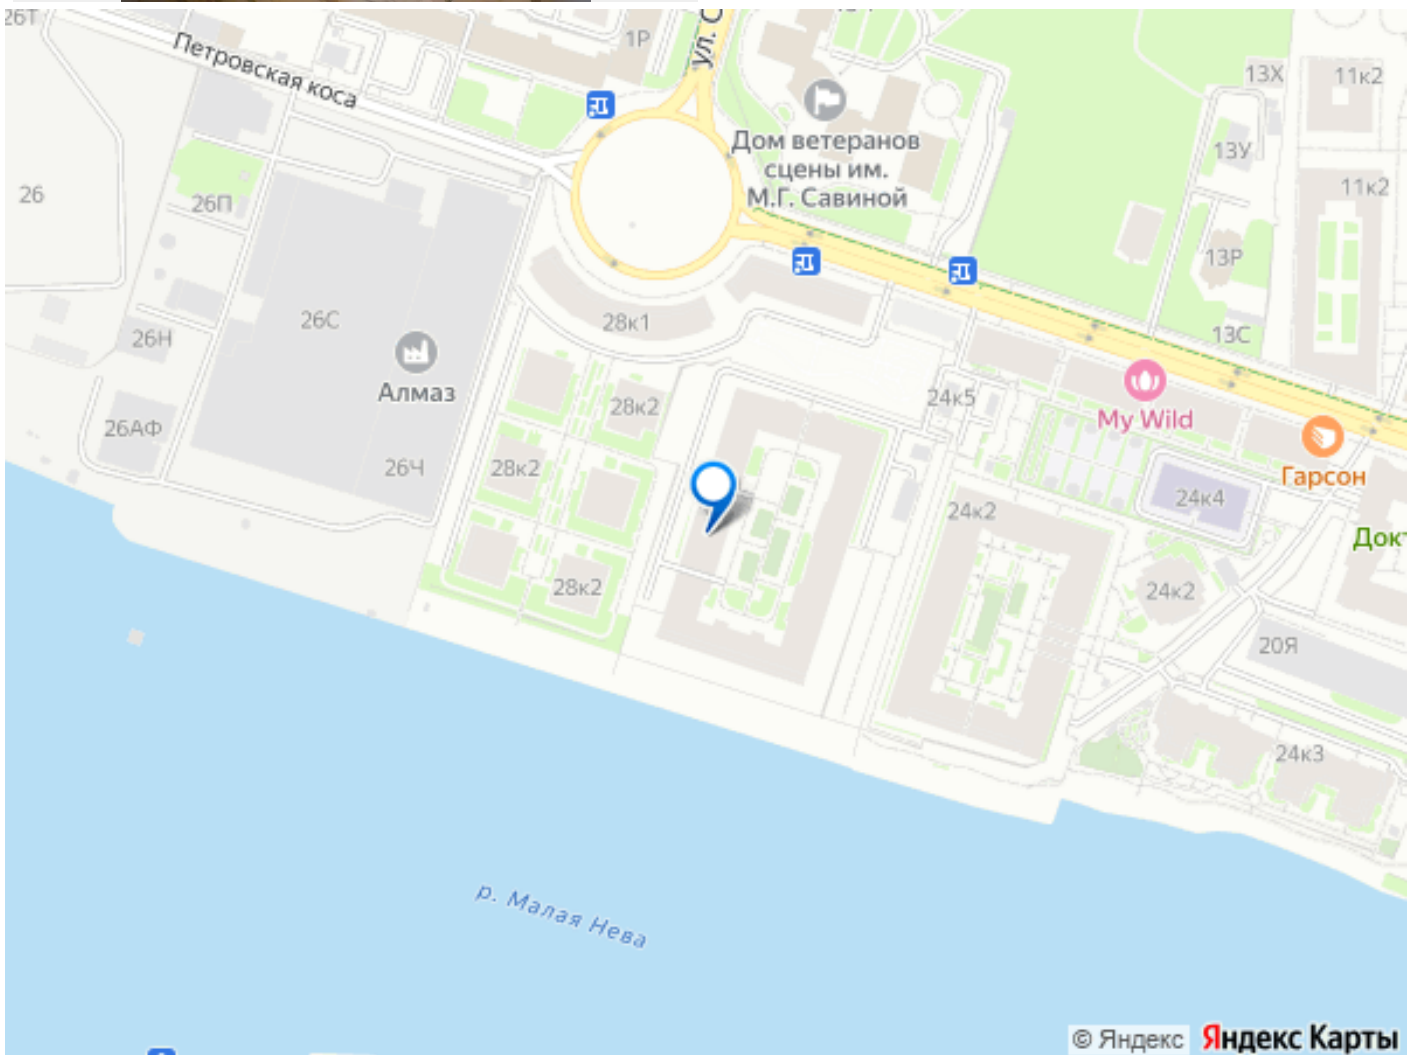 26Т
Петровская коса
1Р
ул. С
13Х
11к2
Дом ветеранов
сцены им.
М.Г. Савиной
13У
11к2
26
26П
13Р
26С
28к1
13С
26Н
Алмаз
28к2
24к5
My Wild
26АФ
26Ч
28к2
Гарсон
24к4
24к2
Док
28к2
24к2
20Я
24к3
р. Малая Нева
© Яндекс Яндекс Карты